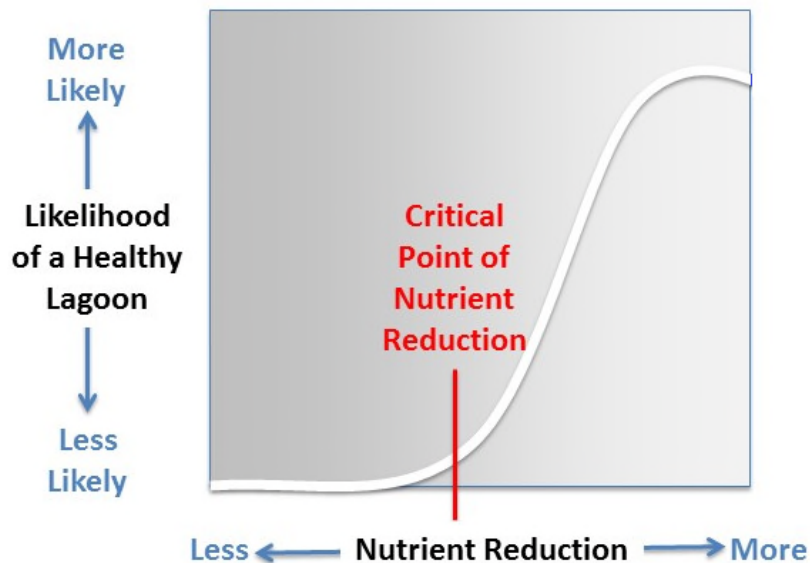 More
Likely
Likelihood
of a Healthy
Lagoon
Less
Likely
Critical
Point of
Nutrient
Reduction
Less
Nutrient Reduction
More